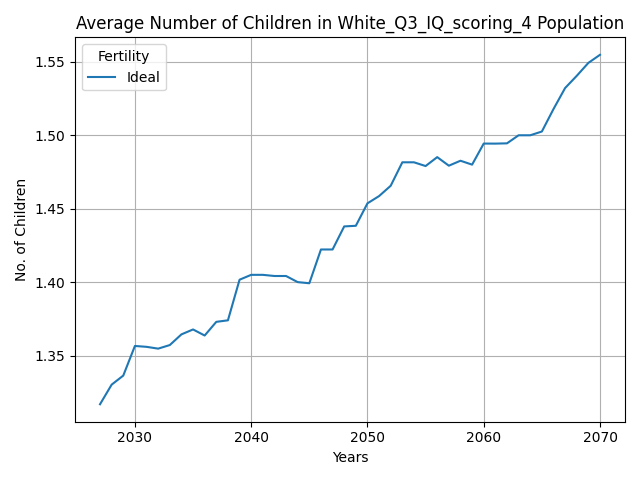 Average Number of Children in White_Q3_IQ_scoring_4 Population
Fertility
Ideal
No. of Children
1.55
1.50
1.45
1.40
1.35
2030 2040 2050 2060 2070
Years